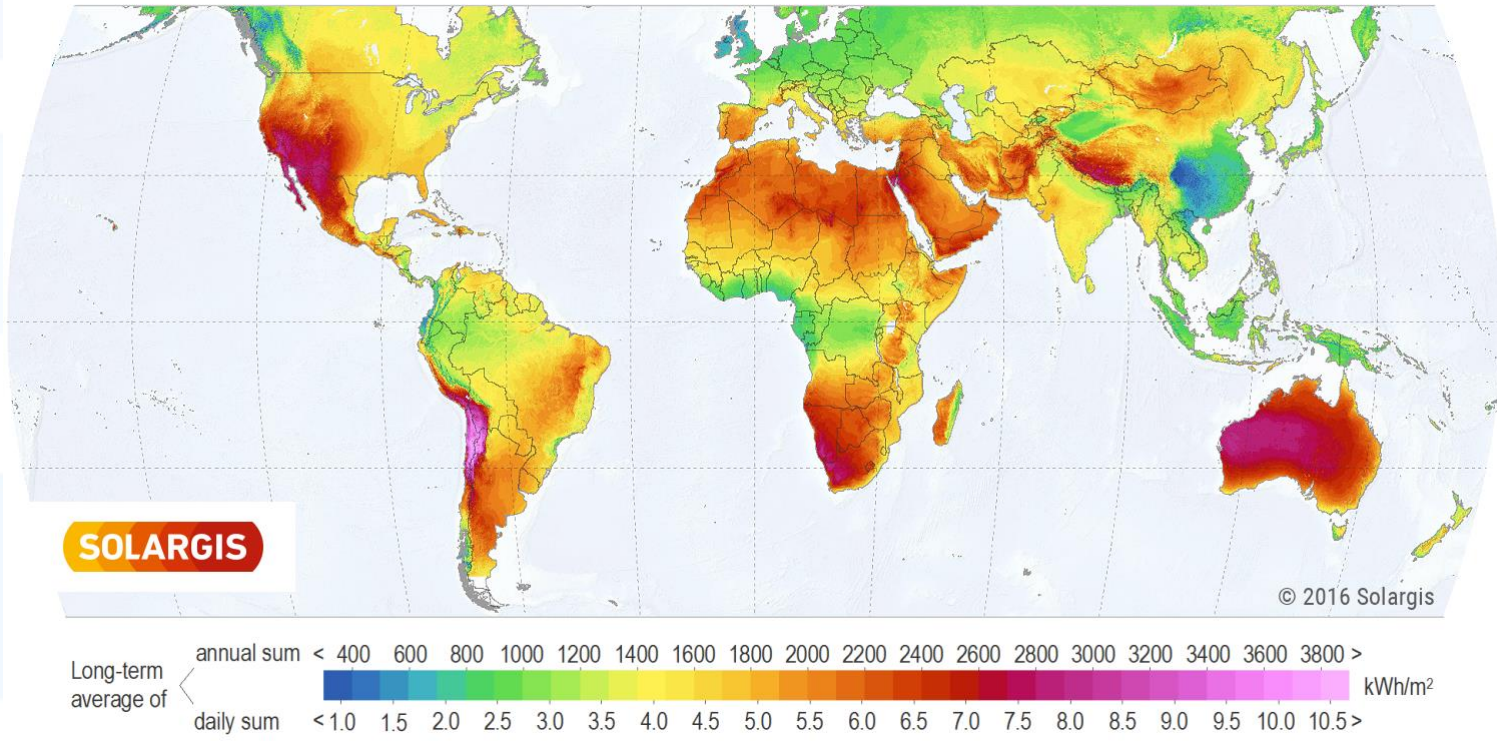 SOLARGIS
© 2016 Solargis
annual sum < 400 600 800 1000 1200 1400 1600 1800 2000 2200 2400 2600 2800 3000 3200 3400 3600 3800 >
Long-term average of
kWh/m²
daily sum < 1.0 1.5 2.0 2.5 3.0 3.5 4.0 4.5 5.0 5.5 6.0 6.5 7.0 7.5 8.0 8.5 9.0 9.5 10.0 10.5 >